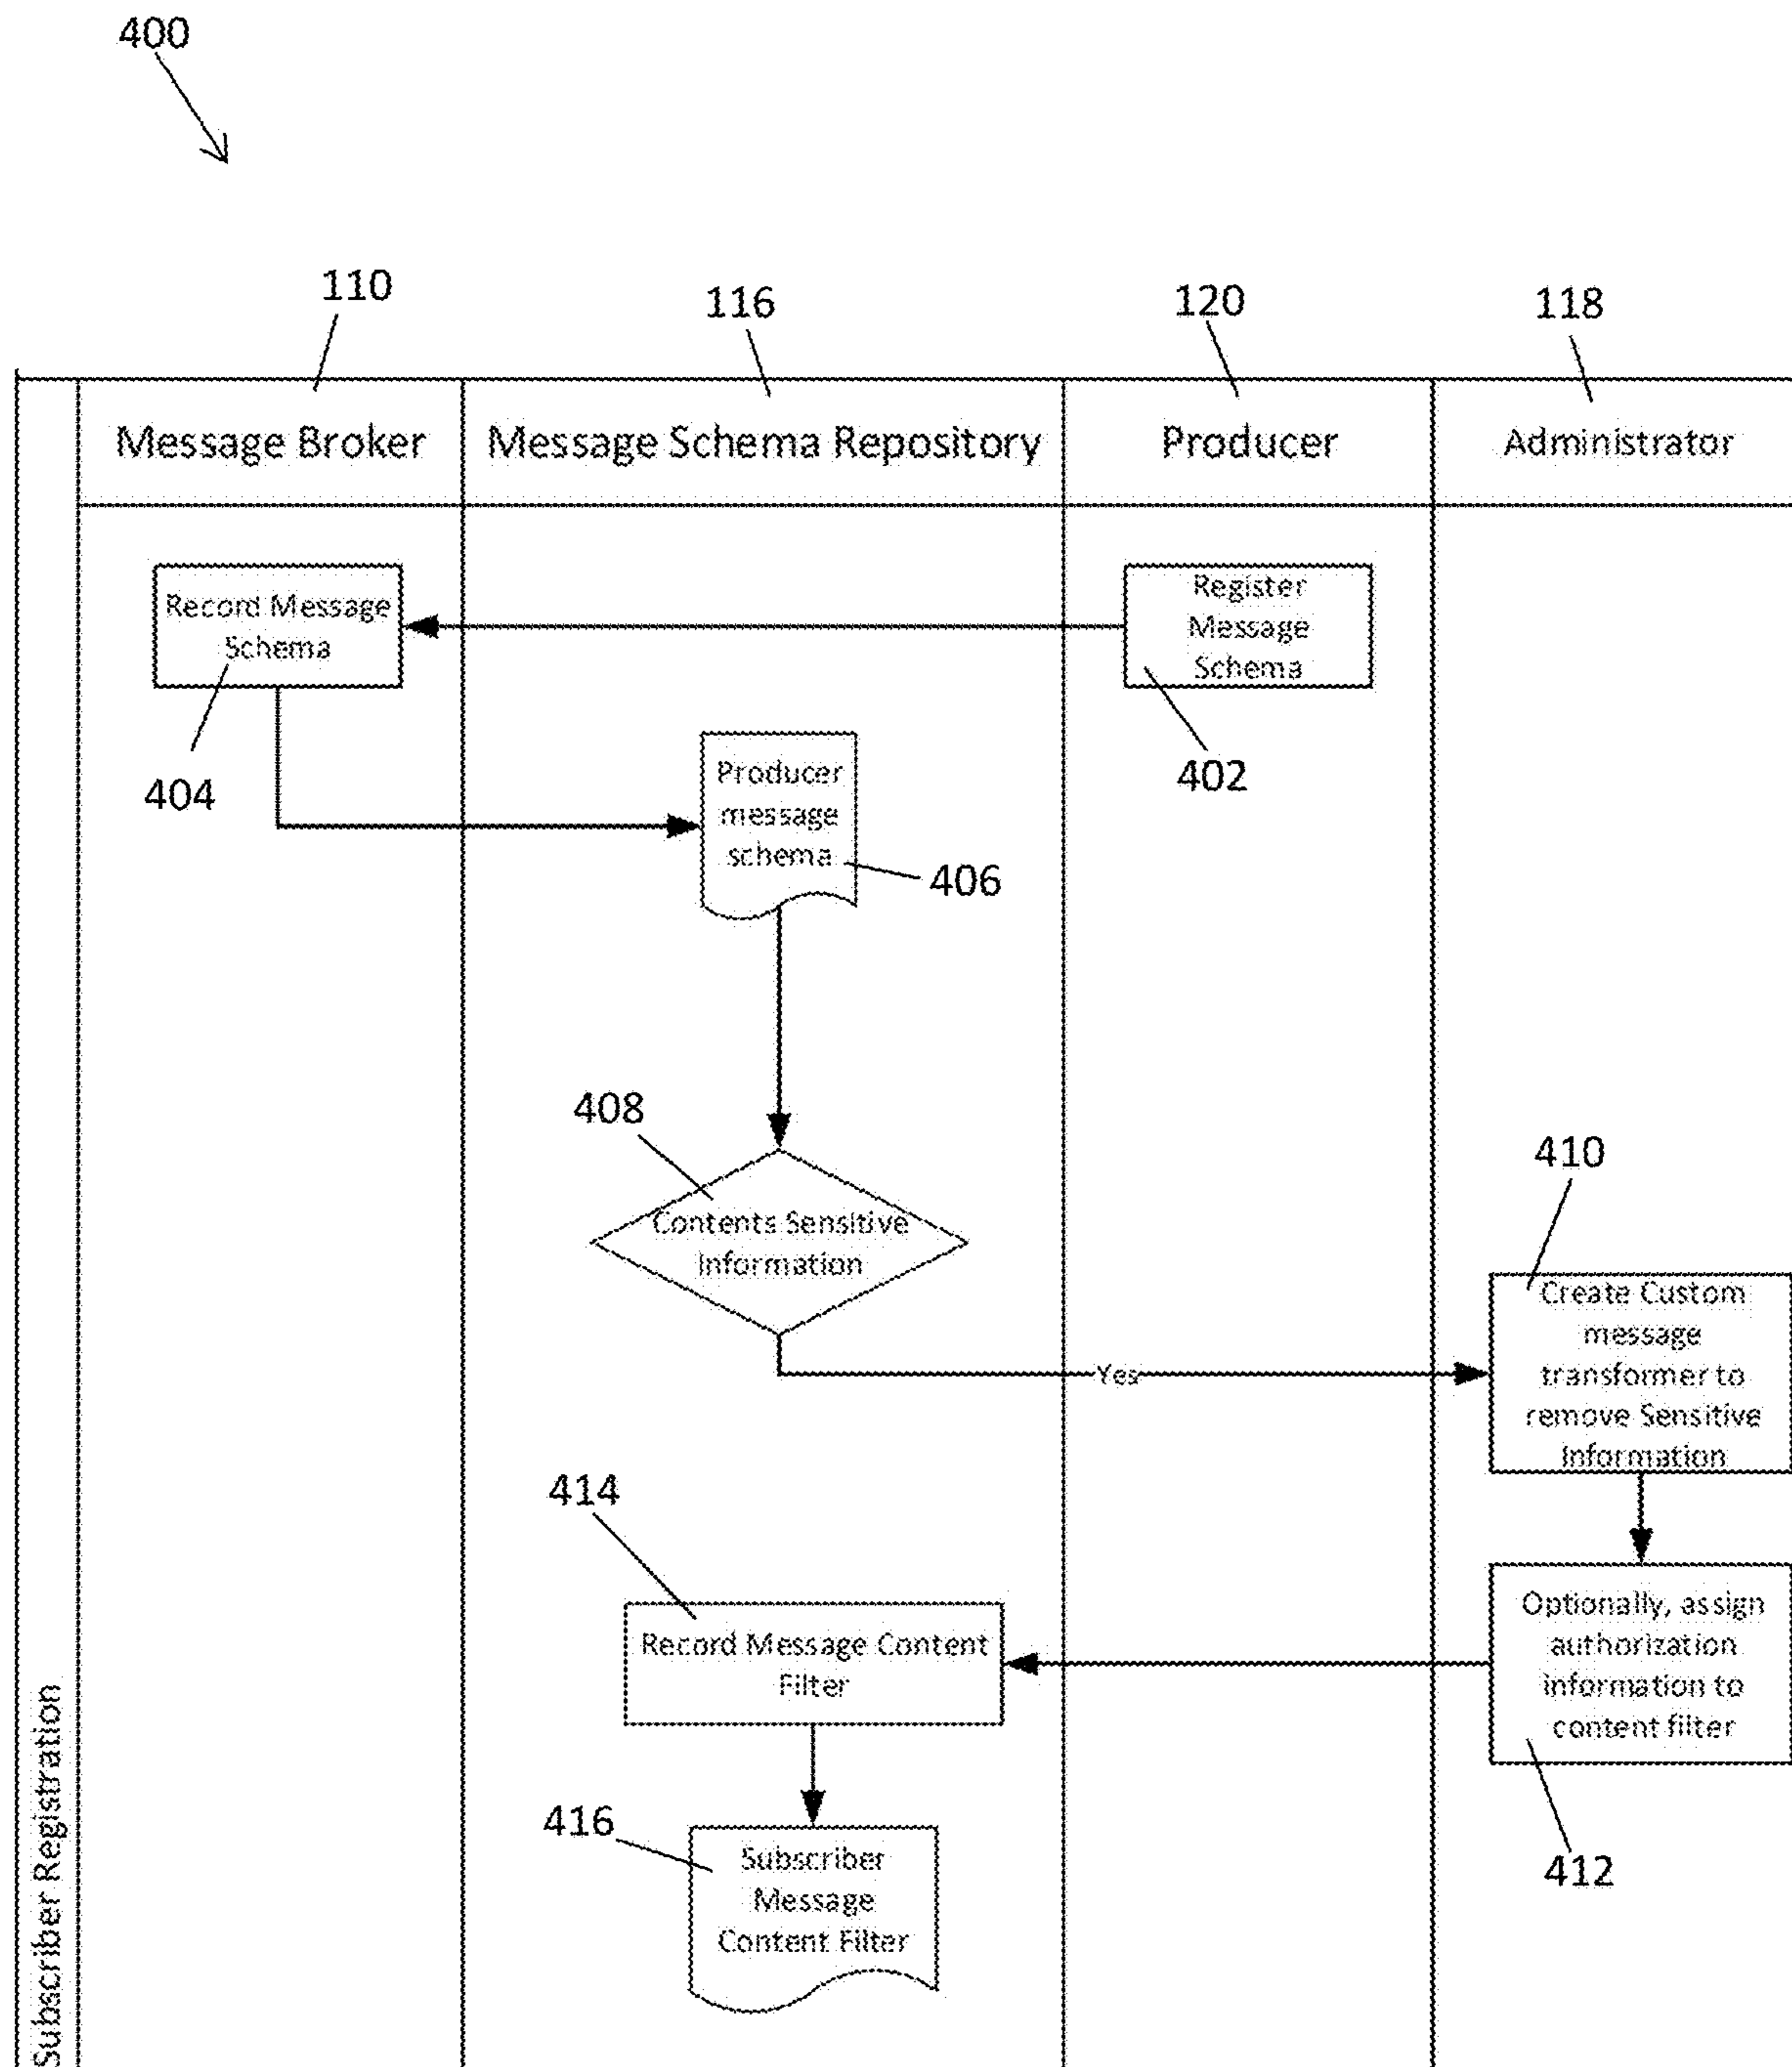 400
110
116
120
118
Message Broker
Message Schema Repository
Producer
Administrator
Record Message
Schema
404
Register
Message
Schema
402
Producer
message
schema
406
408
Contents Sensitive
Information
Yes
410
Create Custom
message
transformer to
remove Sensitive
Information
414
Record Message Content
Filter
Optionally, assign
authorization
information to
content filter
412
416
Subscriber
Message
Content Filter
Subscriber Registration